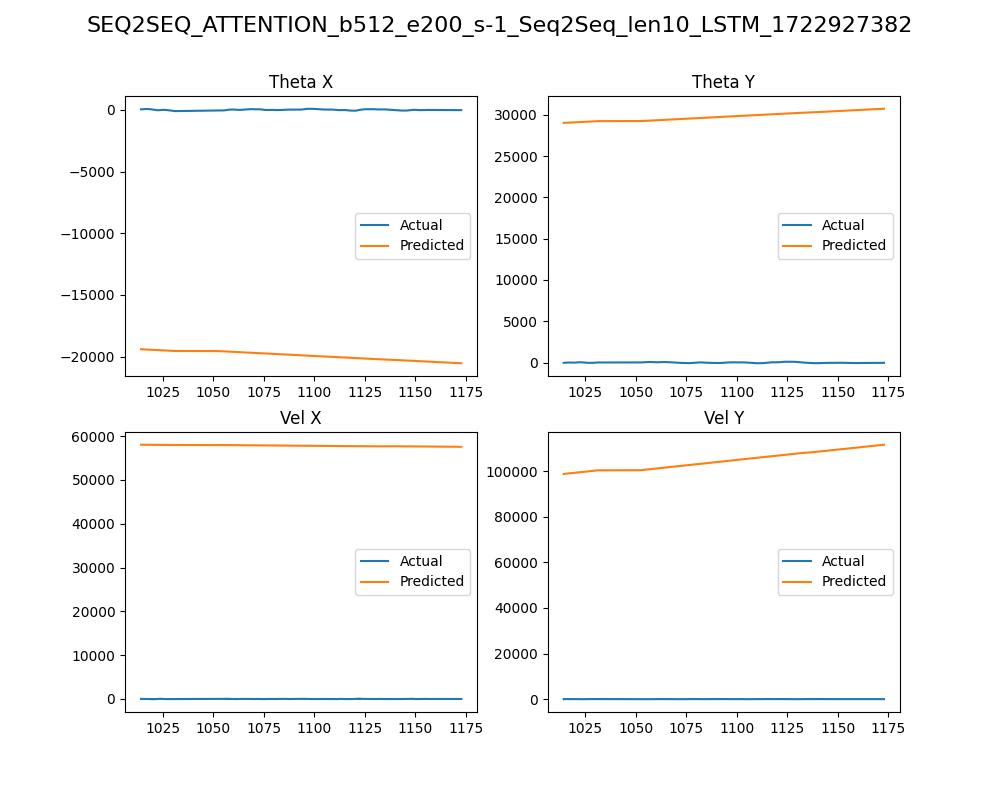 SEQ2SEQ_ATTENTION_b512_e200_s-1_Seq2Seq_len10_LSTM_1722927382
Theta X
0
−5000
−10000
−15000
−20000
Actual
Predicted
1025 1050 1075 1100 1125 1150 1175
Theta Y
30000
25000
20000
15000
10000
5000
0
Actual
Predicted
1025 1050 1075 1100 1125 1150 1175
Vel X
60000
50000
40000
30000
20000
10000
0
Actual
Predicted
1025 1050 1075 1100 1125 1150 1175
Vel Y
100000
80000
60000
40000
20000
0
Actual
Predicted
1025 1050 1075 1100 1125 1150 1175